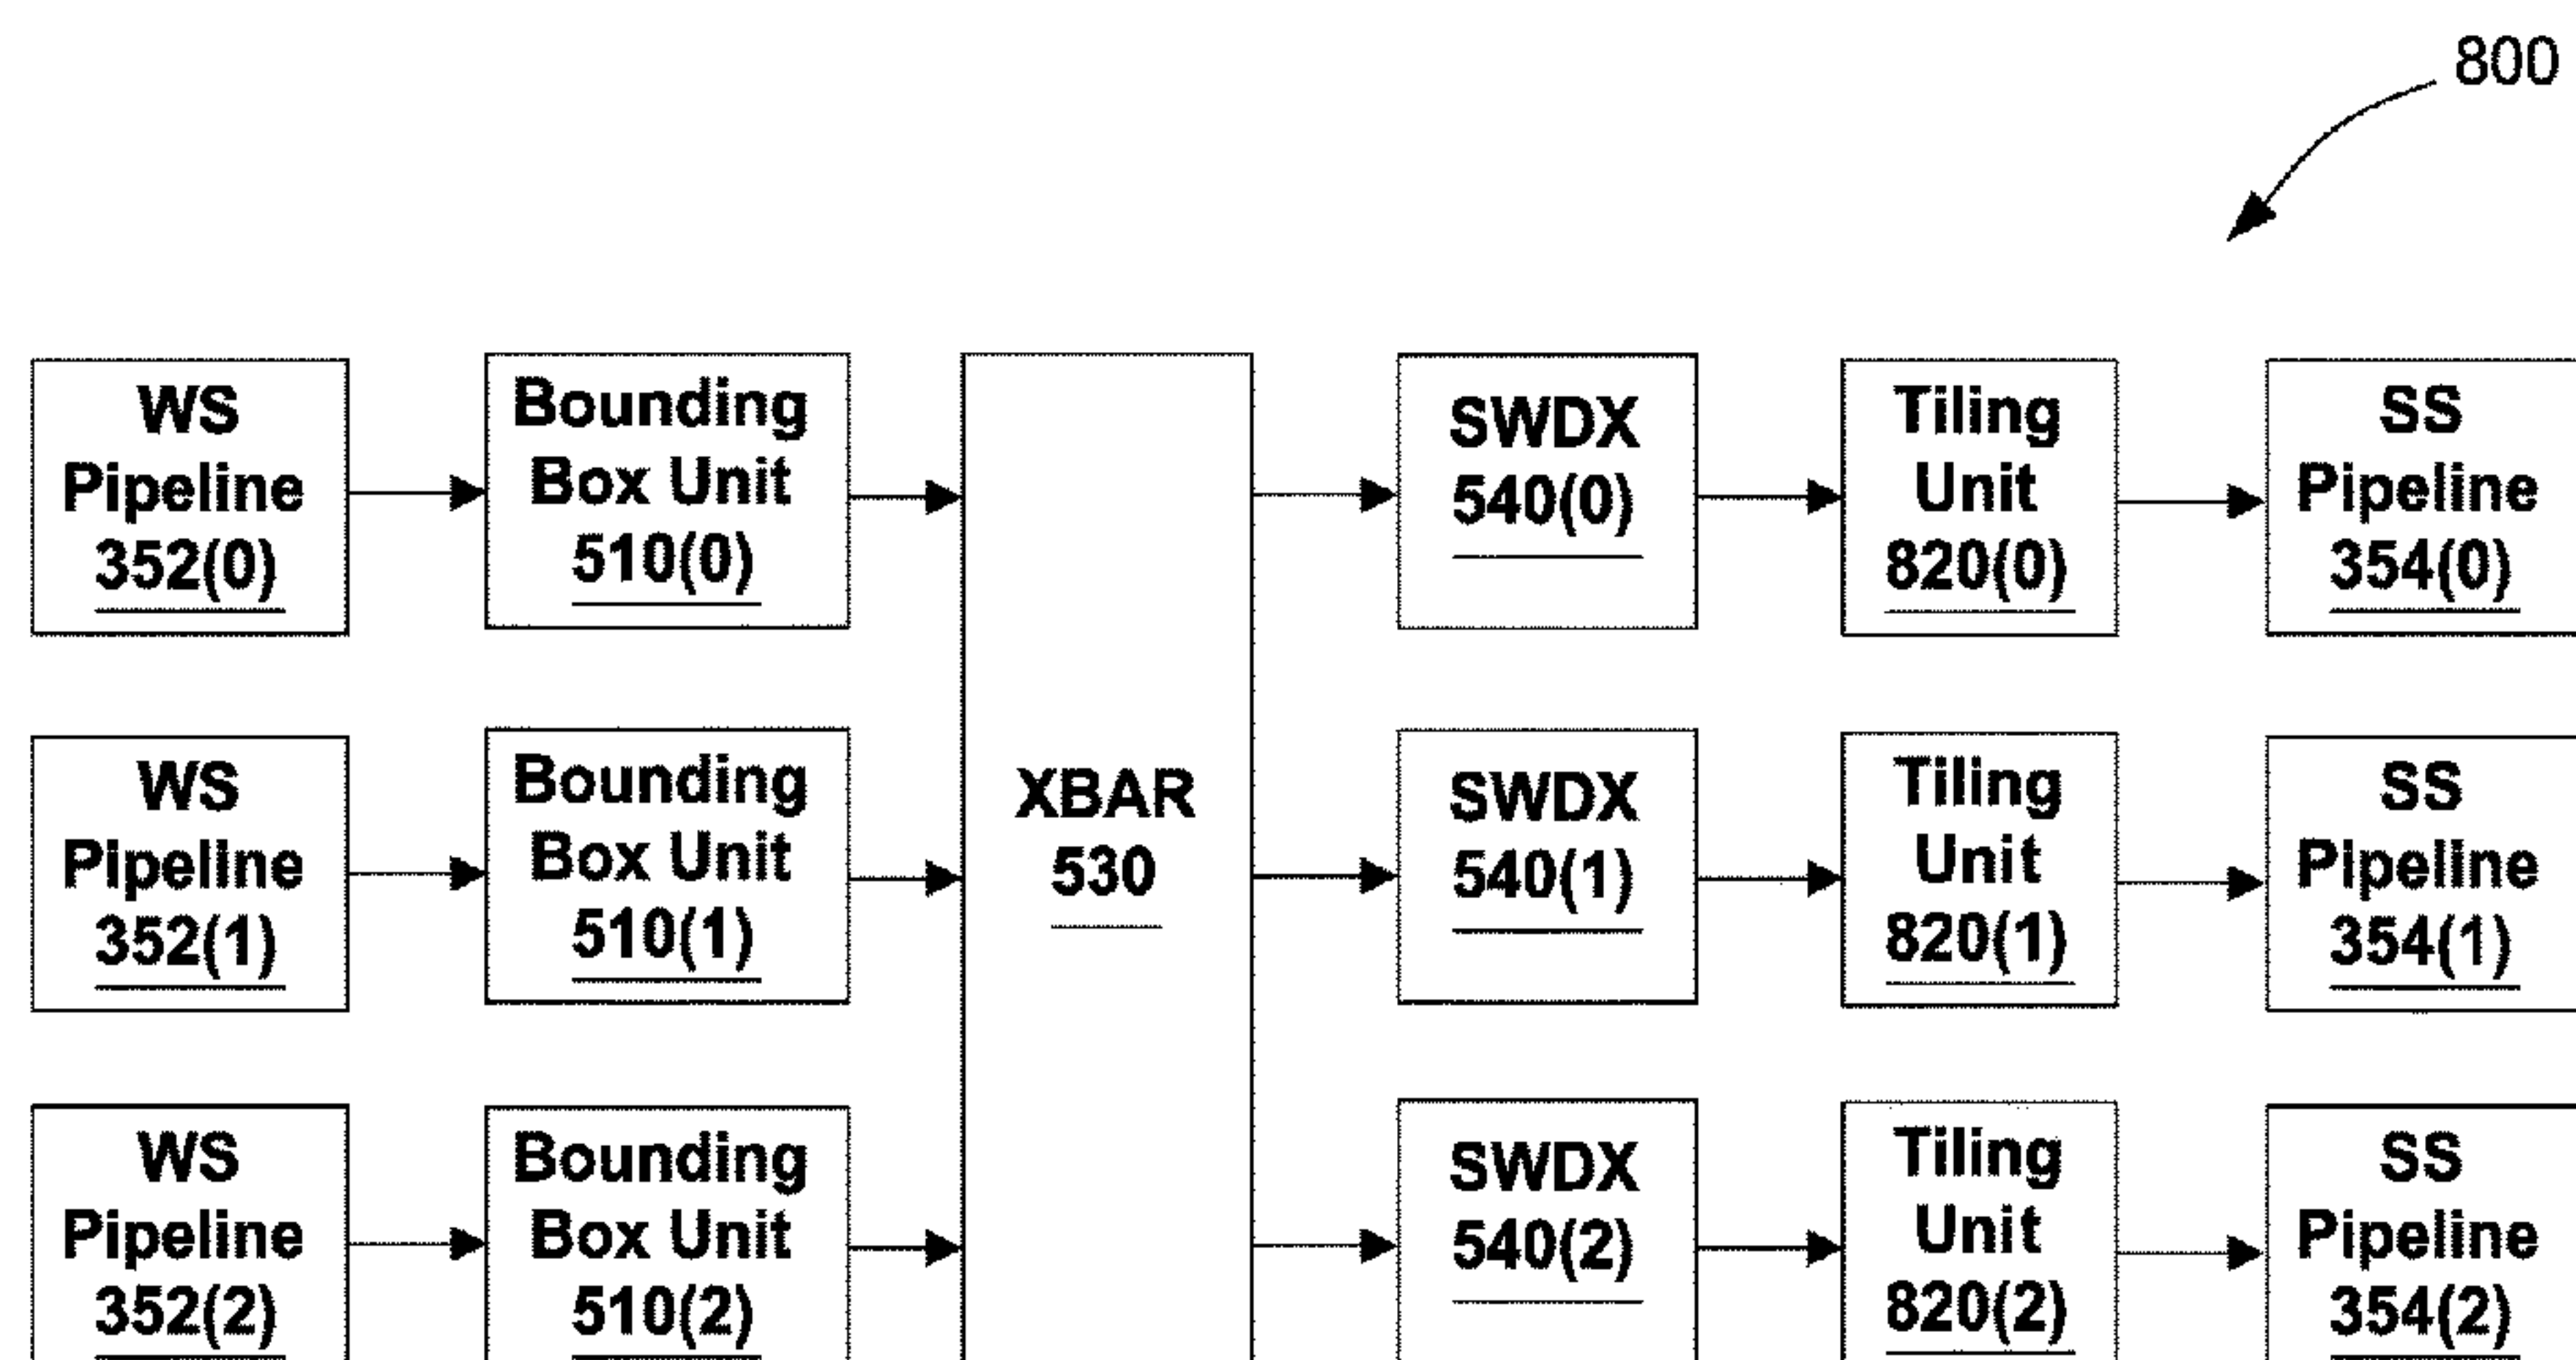 800
WS
Pipeline
352(0)
Bounding
Box Unit
510(0)
SWDX
540(0)
Tiling
Unit
820(0)
SS
Pipeline
354(0)
WS
Pipeline
352(1)
Bounding
Box Unit
510(1)
XBAR
530
SWDX
540(1)
Tiling
Unit
820(1)
SS
Pipeline
354(1)
WS
Pipeline
352(2)
Bounding
Box Unit
510(2)
SWDX
540(2)
Tiling
Unit
820(2)
SS
Pipeline
354(2)